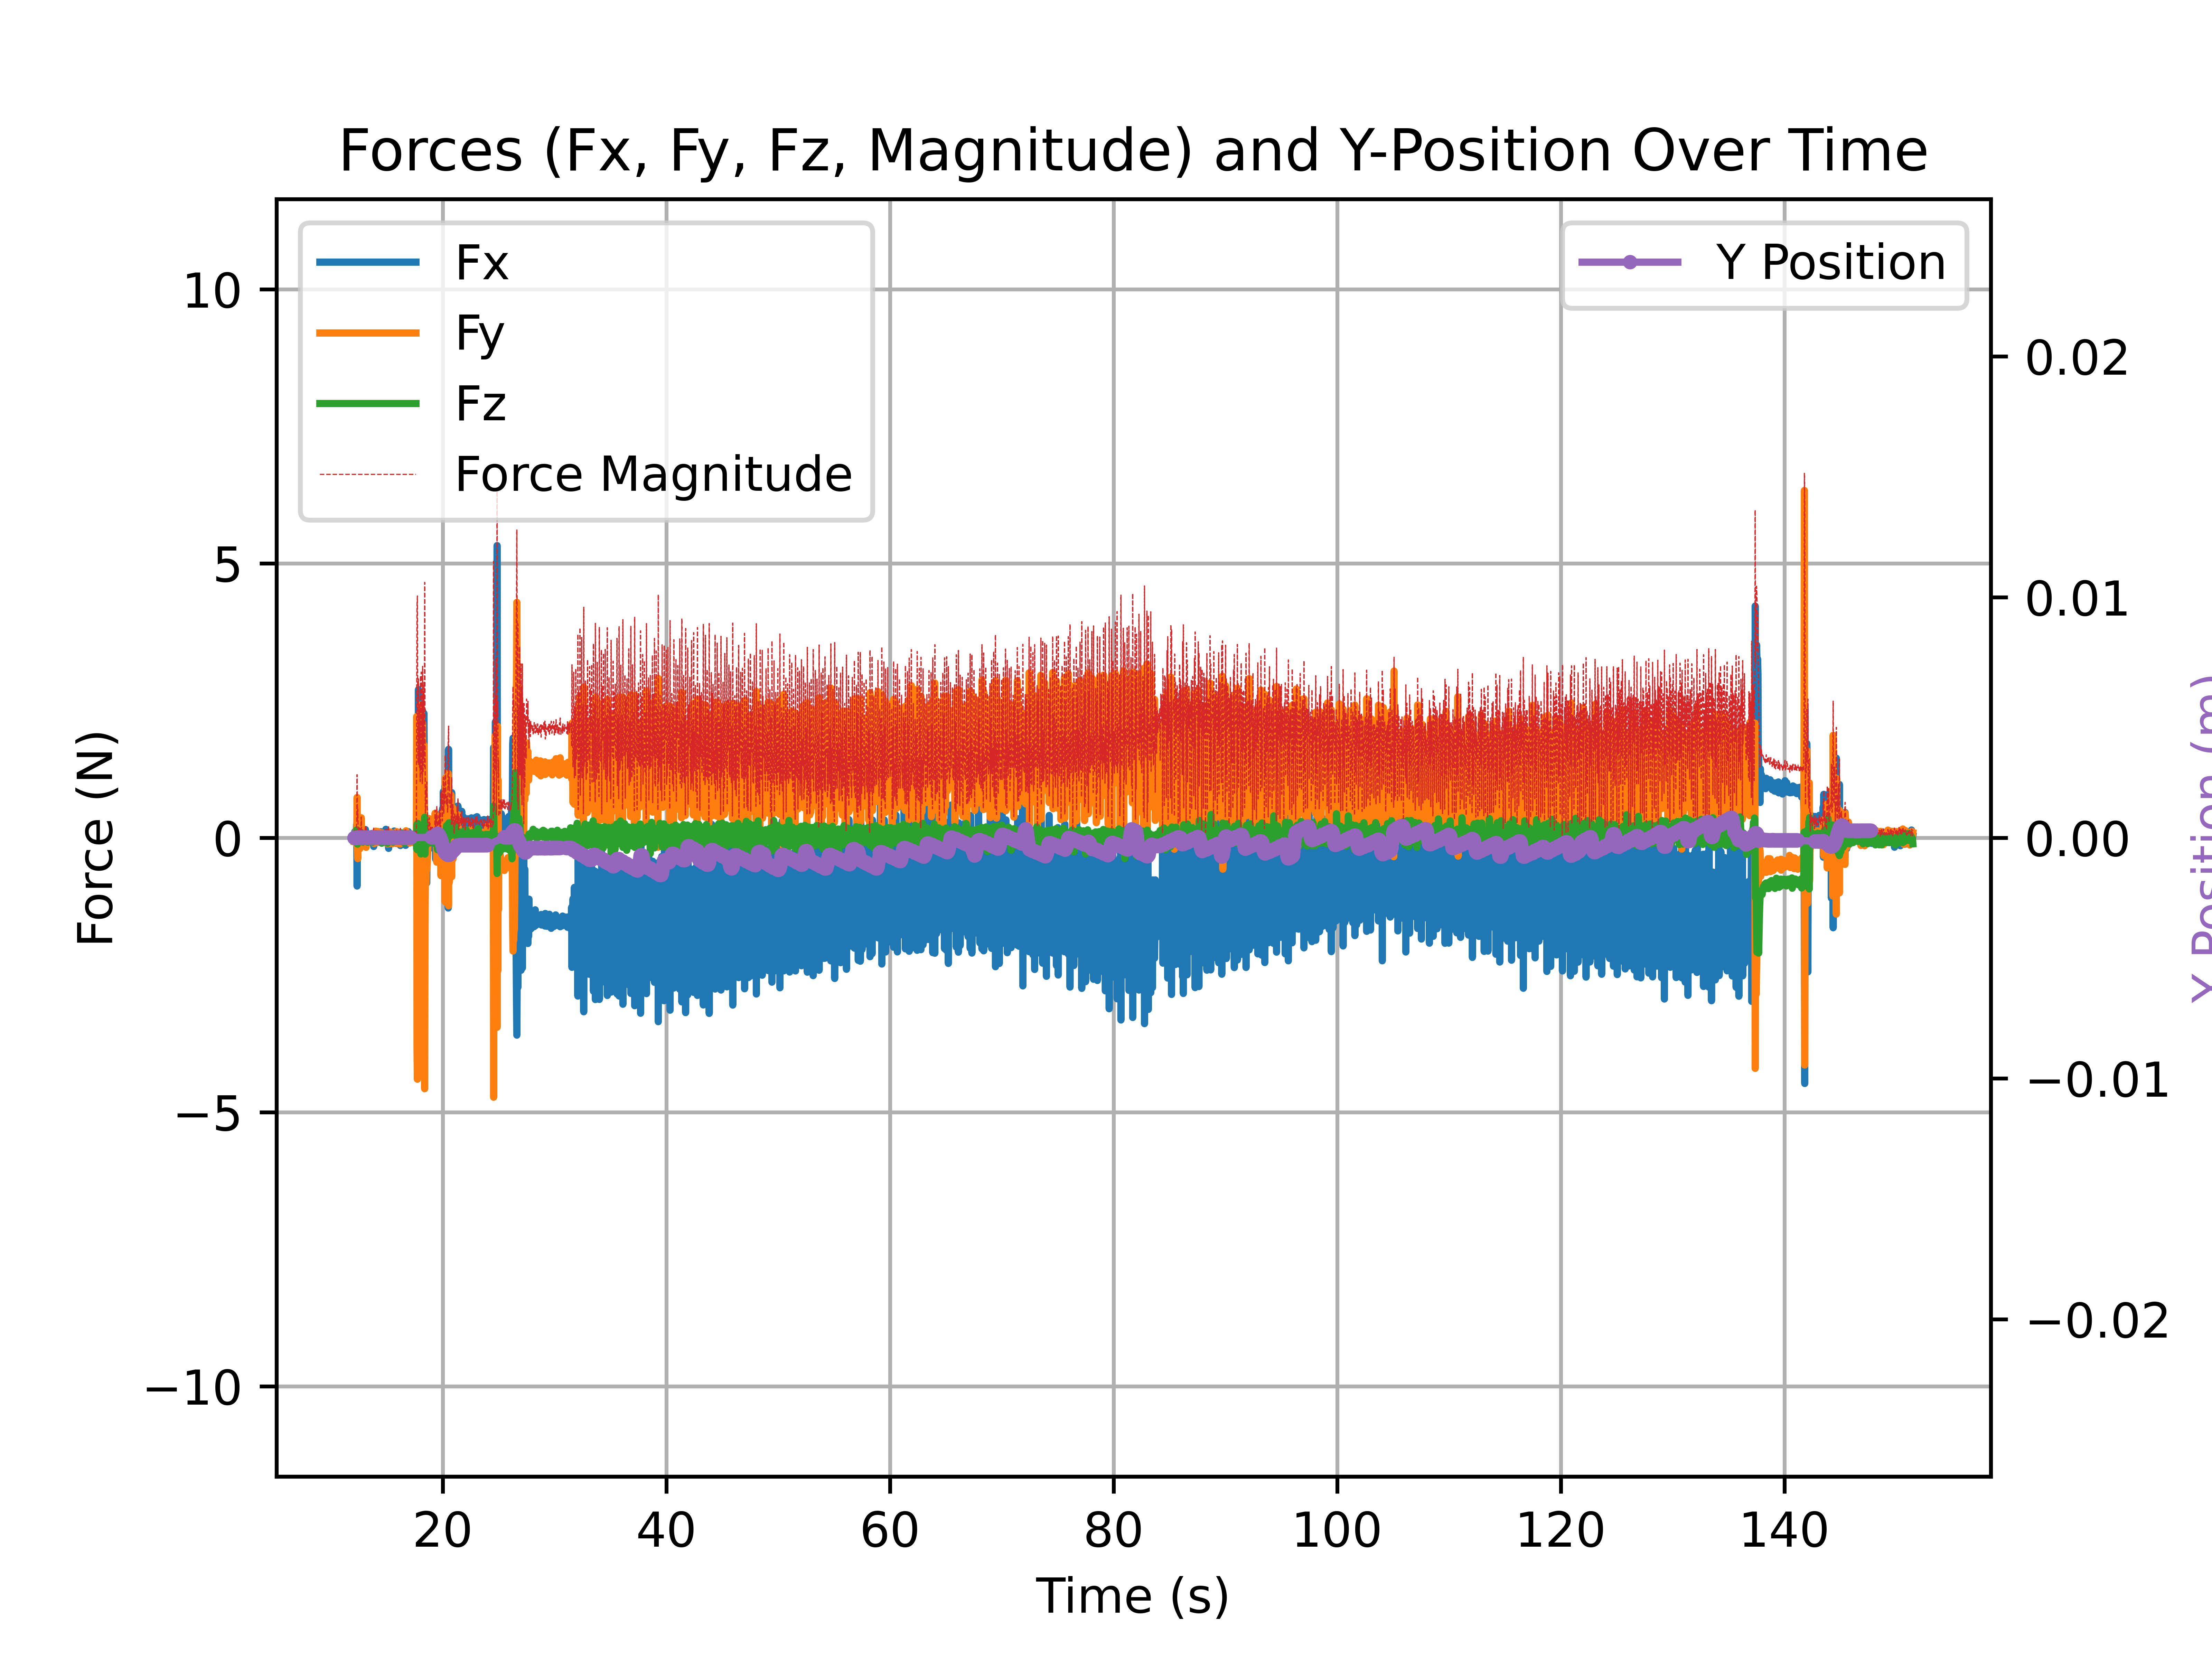 Forces (Fx, Fy, Fz, Magnitude) and Y-Position Over Time
Fx
Fy
Fz
Force Magnitude
Y Position
10
5
0
−5
−10
Force (N)
0.02
0.01
0.00
−0.01
−0.02
Y Position (m)
20 40 60 80 100 120 140
Time (s)